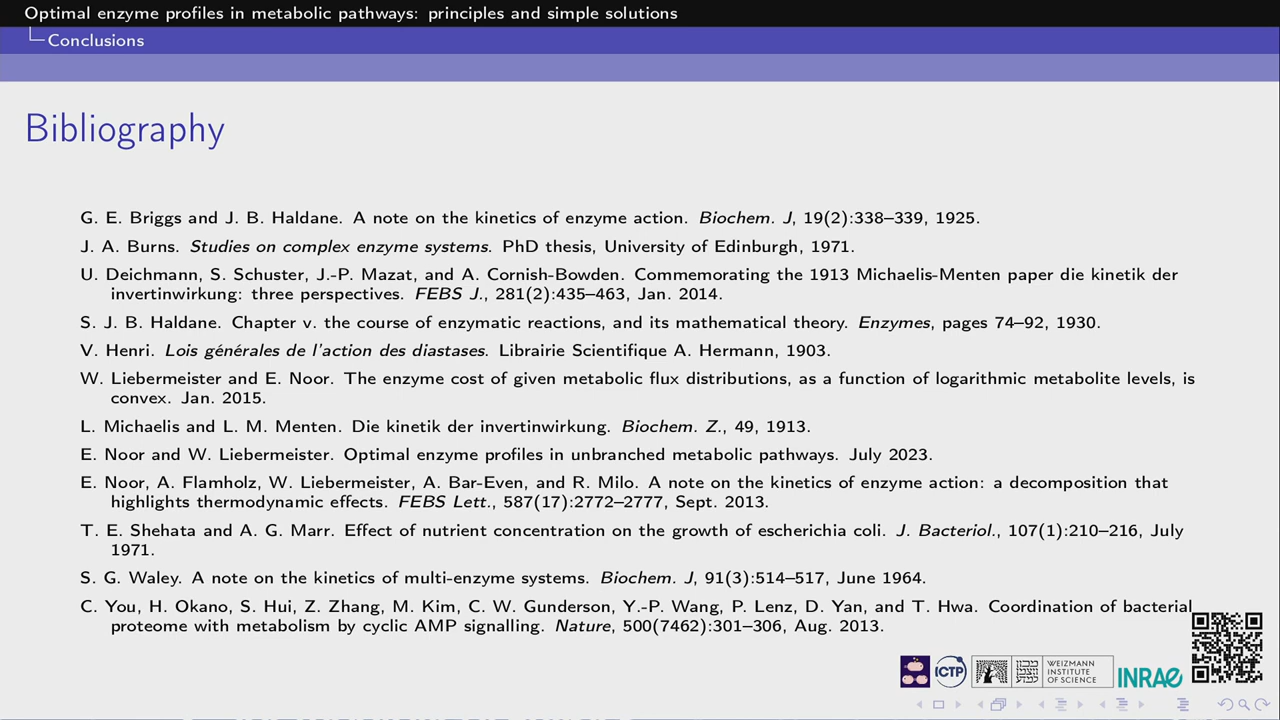 Optimal enzyme profiles in metabolic pathways: principles and simple solutions
Conclusions
Bibliography
G. E. Briggs and J. B. Haldane. A note on the kinetics of enzyme action. Biochem. J, 19(2):338–339, 1925.
J. A. Burns. Studies on complex enzyme systems. PhD thesis, University of Edinburgh, 1971.
U. Deichmann, S. Schuster, J.-P. Mazat, and A. Cornish-Bowden. Commemorating the 1913 Michaelis-Menten paper die kinetik der
invertinwirkung: three perspectives. FEBS J., 281(2):435–463, Jan. 2014.
S. J. B. Haldane. Chapter v. the course of enzymatic reactions, and its mathematical theory. Enzymes, pages 74–92, 1930.
V. Henri. Lois générales de l'action des diastases. Librairie Scientifique A. Hermann, 1903.
W. Liebermeister and E. Noor. The enzyme cost of given metabolic flux distributions, as a function of logarithmic metabolite levels, is
convex. Jan. 2015.
L. Michaelis and L. M. Menten. Die kinetik der invertinwirkung. Biochem. Z., 49, 1913.
E. Noor and W. Liebermeister. Optimal enzyme profiles in unbranched metabolic pathways. July 2023.
E. Noor, A. Flamholz, W. Liebermeister, A. Bar-Even, and R. Milo. A note on the kinetics of enzyme action: a decomposition that
highlights thermodynamic effects. FEBS Lett., 587(17):2772–2777, Sept. 2013.
T. E. Shehata and A. G. Marr. Effect of nutrient concentration on the growth of escherichia coli. J. Bacteriol., 107(1):210–216, July
1971.
S. G. Waley. A note on the kinetics of multi-enzyme systems. Biochem. J, 91(3):514–517, June 1964.
C. You, H. Okano, S. Hui, Z. Zhang, M. Kim, C. W. Gunderson, Y.-P. Wang, P. Lenz, D. Yan, and T. Hwa. Coordination of bacterial
proteome with metabolism by cyclic AMP signalling. Nature, 500(7462):301–306, Aug. 2013.
ICTP
WEIZMANN
INSTITUTE
OF SCIENCE
INRAE